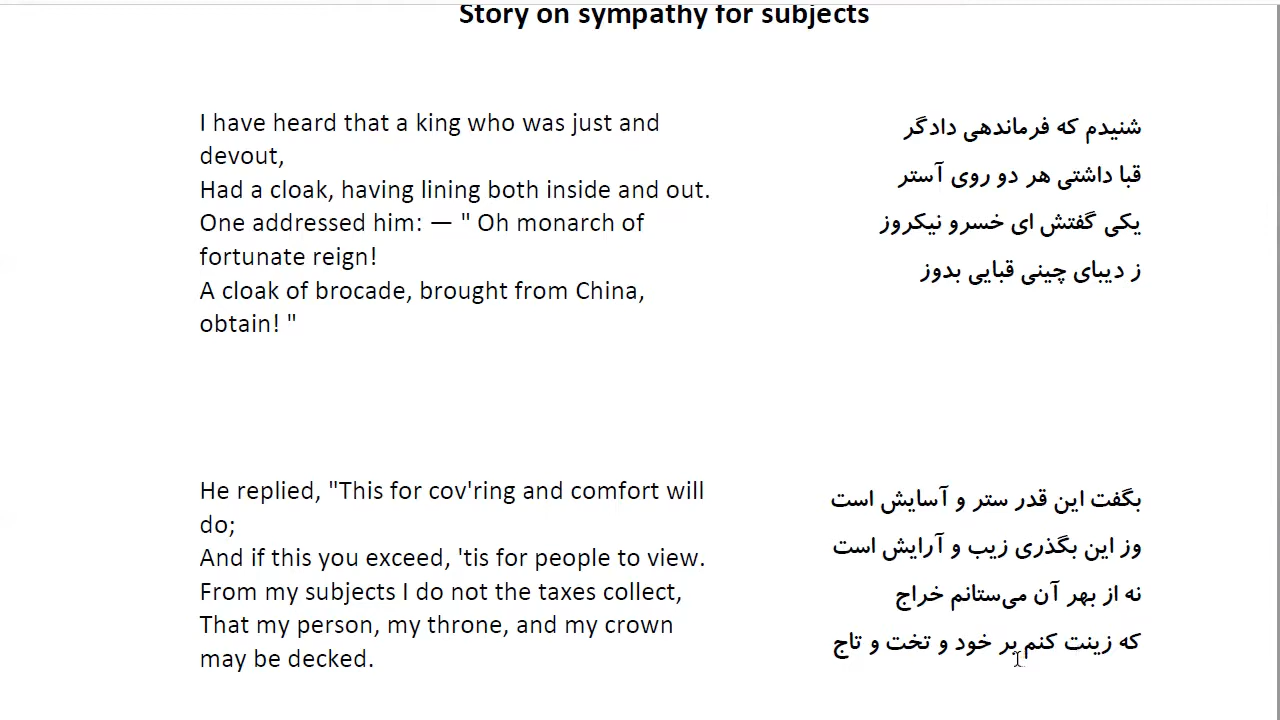 Story on sympathy for subjects
I have heard that a king who was just and
devout,
Had a cloak, having lining both inside and out.
One addressed him: — " Oh monarch of
fortunate reign!
A cloak of brocade, brought from China,
obtain! "
شنیدم که فرماندهی دادگر
قبا داشتی هر دو روی آستر
یکی گفتش ای خسرو نیکروز
ز دیبای چینی قبایی بدوز
He replied, "This for cov'ring and comfort will
do;
And if this you exceed, 'tis for people to view.
From my subjects I do not the taxes collect,
That my person, my throne, and my crown
may be decked.
بگفت این قدر ستر و آسایش است
وز این بگذری زیب و آرایش است
نه از بهر آن می‌ستانم خراج
که زینت کنم بر خود و تخت و تاج